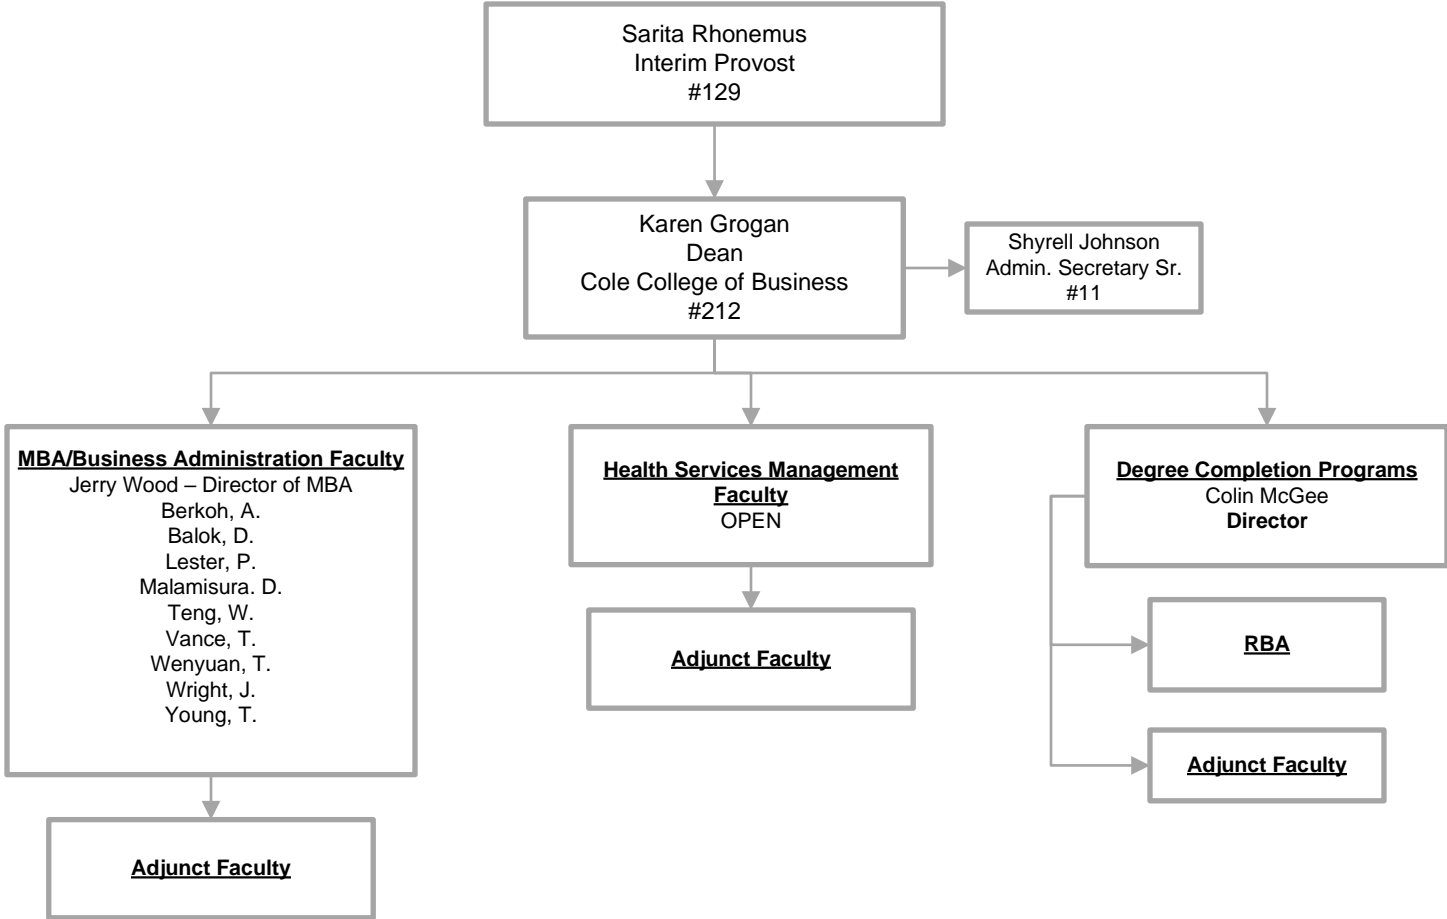 Sarita Rhonemus
Interim Provost
#129
Karen Grogan
Dean
Cole College of Business
#212
Shyrell Johnson
Admin. Secretary Sr.
#11
MBA/Business Administration Faculty
Jerry Wood – Director of MBA
Berkoh, A.
Balok, D.
Lester, P.
Malamisura. D.
Teng, W.
Vance, T.
Wenyuan, T.
Wright, J.
Young, T.
Adjunct Faculty
Health Services Management
Faculty
OPEN
Adjunct Faculty
Degree Completion Programs
Colin McGee
Director
RBA
Adjunct Faculty